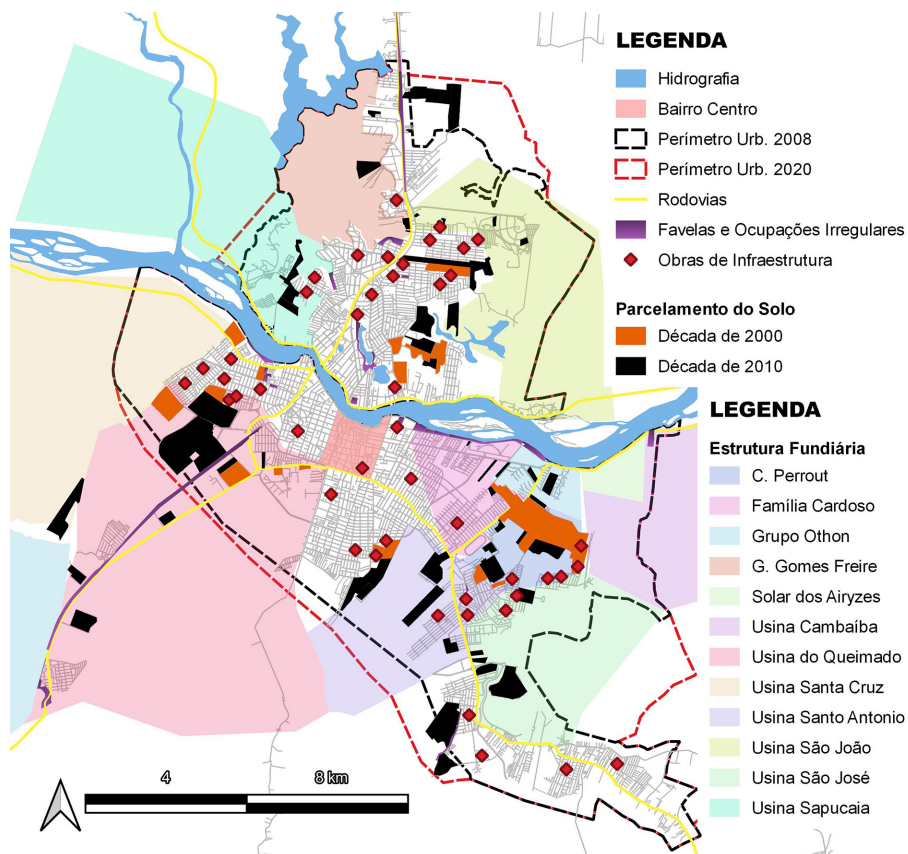 LEGENDA
Hidrografia
Bairro Centro
Perímetro Urb. 2008
Perímetro Urb. 2020
Rodovias
Favelas e Ocupações Irregulares
Obras de Infraestrutura
Parcelamento do Solo
Década de 2000
Década de 2010
LEGENDA
Estrutura Fundiária
C. Perrout
Família Cardoso
Grupo Othon
G. Gomes Freire
Solar dos Airyzes
Usina Cambaíba
Usina do Queimado
Usina Santa Cruz
Usina Santo Antonio
Usina São João
Usina São José
Usina Sapucaia
4 8 km